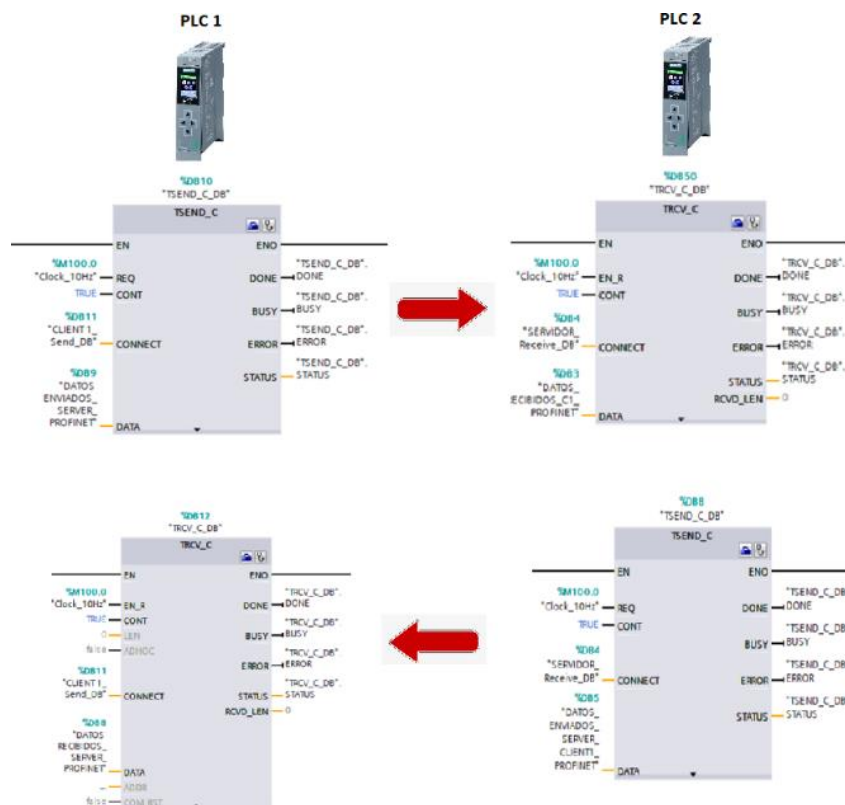 PLC 1
PLC 2
%DB10
"TSEND_C_DB"
TSEND_C
EN
ENO
%M100.0
"Clock_10Hz"
REQ
TRUE
CONT
%DB11
"CLIENT1_
Send_DB"
CONNECT
%DB9
"DATOS
ENVIADOS_
SERVER_
PROFINET"
DATA
"TSEND_C_DB".
DONE
DONE
"TSEND_C_DB".
BUSY
BUSY
"TSEND_C_DB".
ERROR
ERROR
"TSEND_C_DB".
STATUS
STATUS
%DB50
"TRCV_C_DB"
TRCV_C
EN
ENO
%M100.0
"Clock_10Hz"
EN_R
TRUE
CONT
%DB4
"SERVIDOR_
Receive_DB"
CONNECT
%DB3
"DATOS_
ECIBIDOS_C1_
PROFINET"
DATA
"TRCV_C_DB".
DONE
DONE
"TRCV_C_DB".
BUSY
BUSY
"TRCV_C_DB".
ERROR
ERROR
"TRCV_C_DB".
STATUS
STATUS
RCVD_LEN
0
%DB12
"TRCV_C_DB"
TRCV_C
EN
ENO
%M100.0
"Clock_10Hz"
EN_R
TRUE
CONT
0
LEN
false
ADHOC
%DB11
"CLIENT1_
Send_DB"
CONNECT
"DATOS
RECIBIDOS_
SERVER_
PROFINET"
DATA
ADDR
false
COM_RST
"TRCV_C_DB".
DONE
DONE
"TRCV_C_DB".
BUSY
BUSY
"TRCV_C_DB".
ERROR
ERROR
"TRCV_C_DB".
STATUS
STATUS
RCVD_LEN
0
%DB8
"TSEND_C_DB"
TSEND_C
EN
ENO
%M100.0
"Clock_10Hz"
REQ
TRUE
CONT
%DB4
"SERVIDOR_
Receive_DB"
CONNECT
%DB5
"DATOS_
ENVIADOS_
SERVER_
CLIENT1_
PROFINET"
DATA
"TSEND_C_DB
DONE
DONE
"TSEND_C_DB
BUSY
BUSY
"TSEND_C_DB
ERROR
ERROR
"TSEND_C_DB
STATUS
STATUS